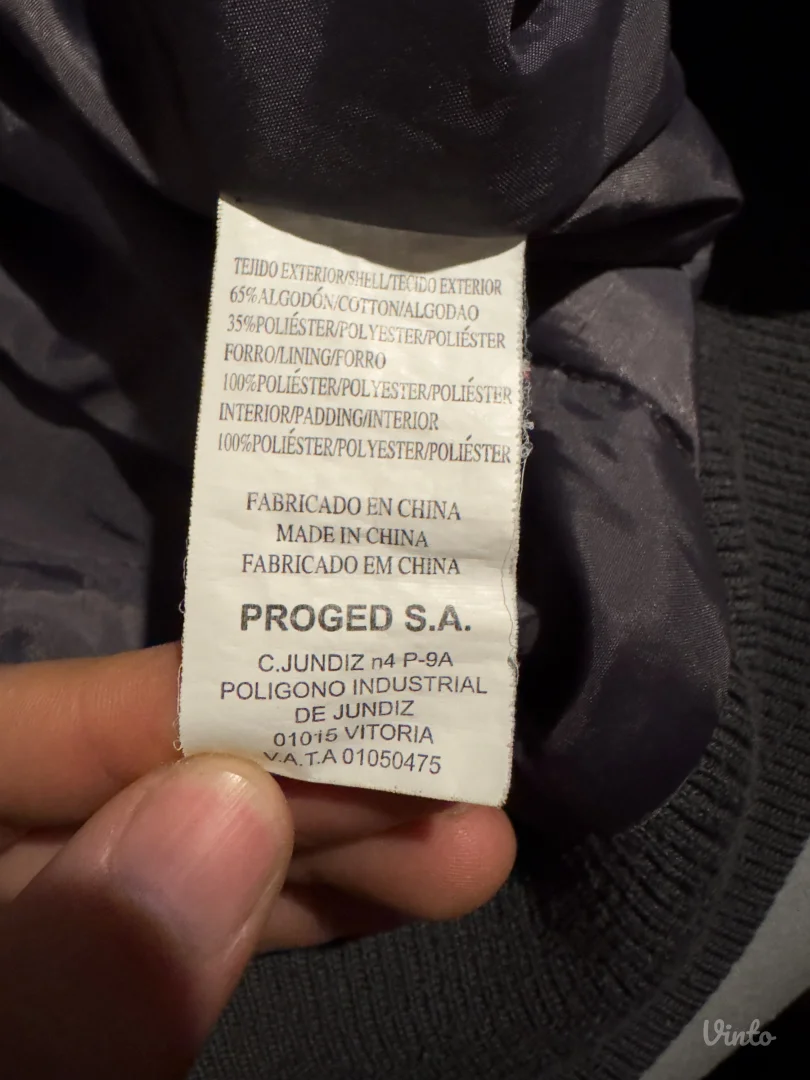 TEJIDO EXTERIOR/SHELL/TECIDO EXTERIOR
65%ALGODÓN/COTTON/ALGODAO
35%POLIÉSTER/POLYESTER/POLIÉSTER
FORRO/LINING/FORRO
100%POLIÉSTER/POLYESTER/POLIÉSTER
INTERIOR/PADDING/INTERIOR
100%POLIÉSTER/POLYESTER/POLIÉSTER
FABRICADO EN CHINA
MADE IN CHINA
FABRICADO EM CHINA
PROGED S.A.
C.JUNDIZ n4 P-9A
POLIGONO INDUSTRIAL
DE JUNDIZ
01015 VITORIA
V.A.T.A 01050475
Vinto